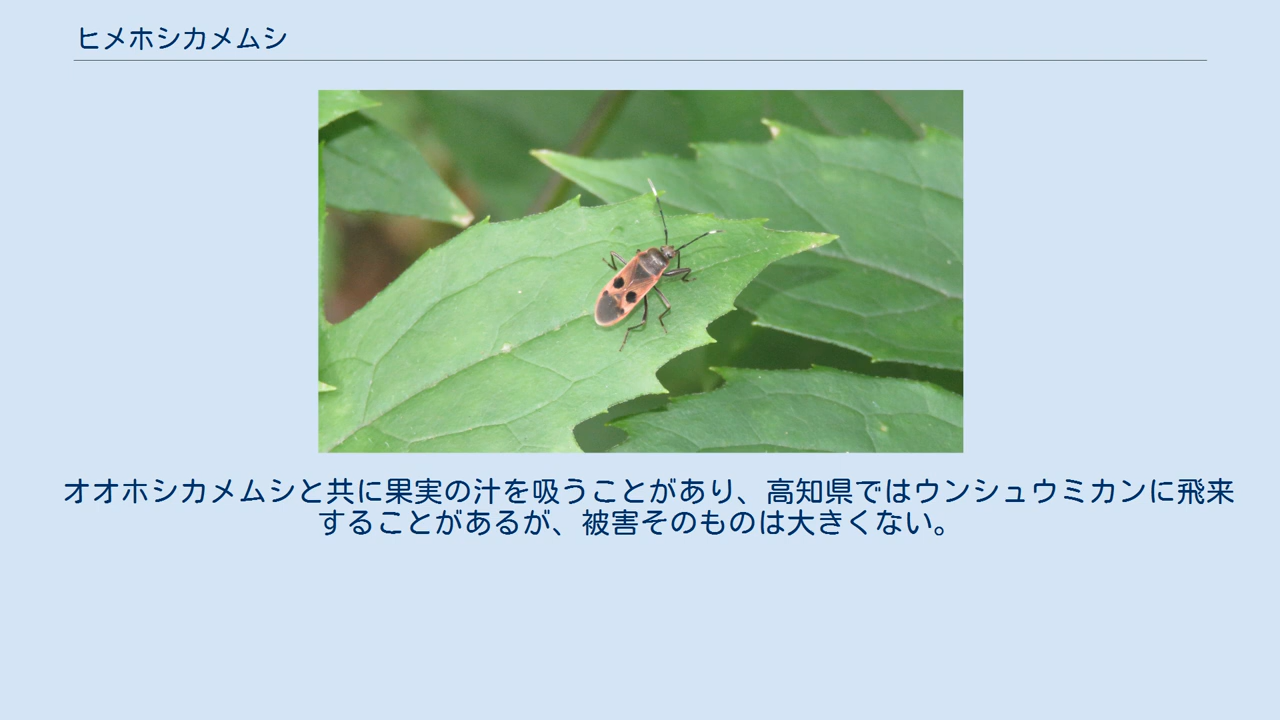 ヒメホシカメムシ
オオホシカメムシと共に果実の汁を吸うことがあり、高知県ではウンシュウミカンに飛来
することがあるが、被害そのものは大きくない。